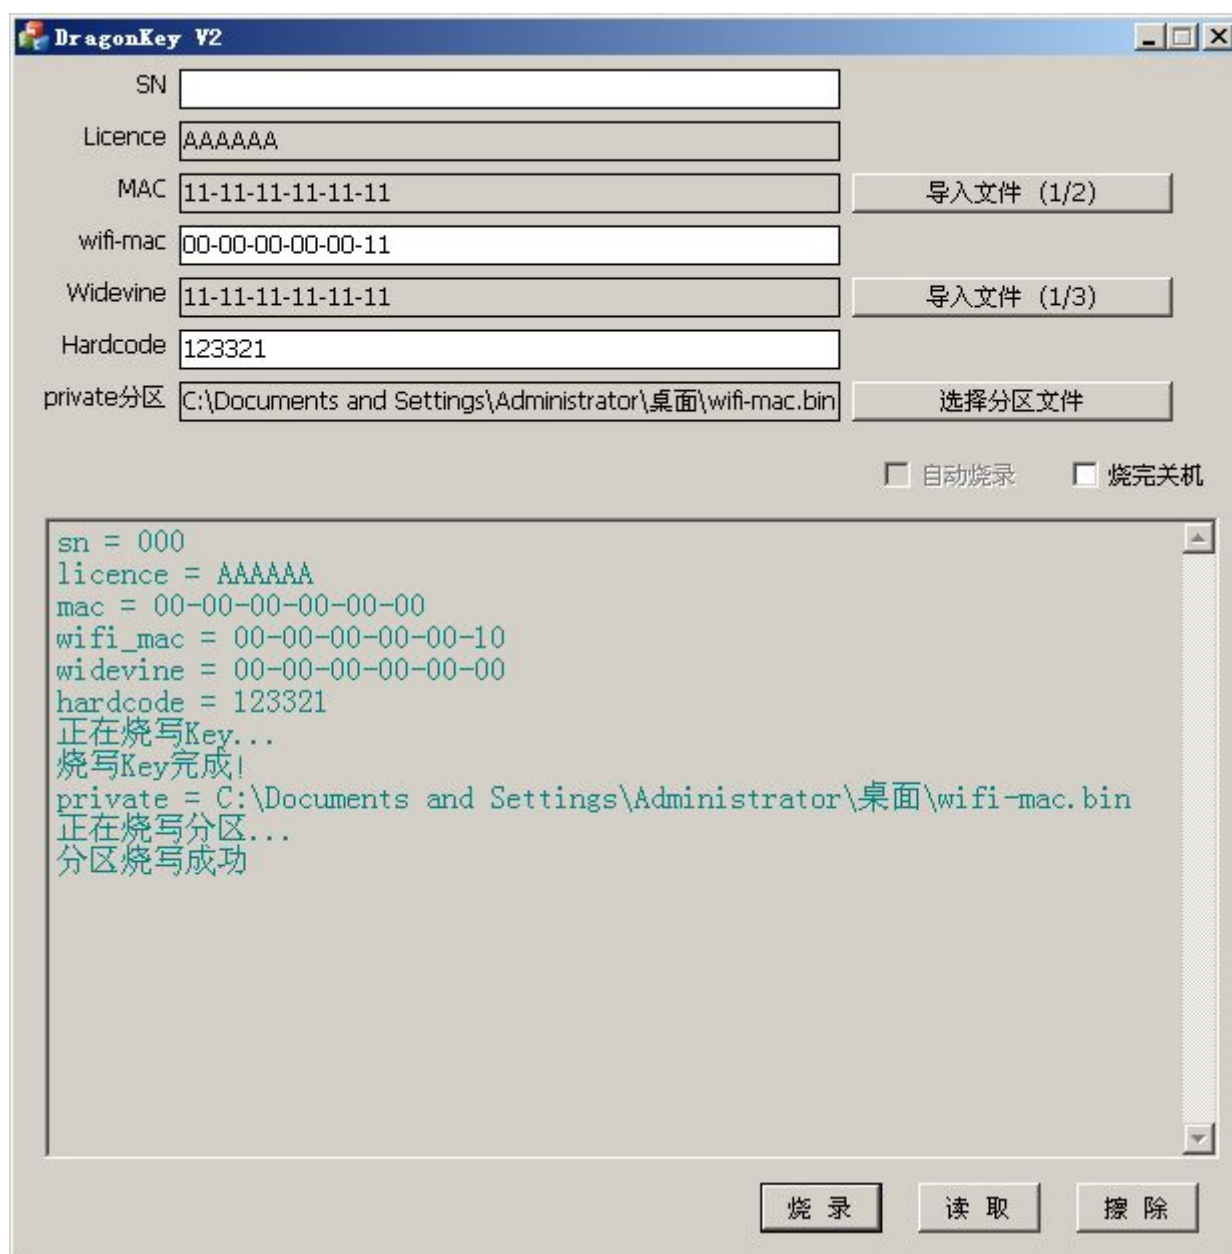 DragonKey V2
SN
Licence AAAAAA
MAC 11-11-11-11-11-11 导入文件 (1/2)
wifi-mac 00-00-00-00-00-11
Widevine 11-11-11-11-11-11 导入文件 (1/3)
Hardcode 123321
private分区 C:\Documents and Settings\Administrator\桌面\wifi-mac.bin 选择分区文件
自动烧录 烧完关机
sn = 000
licence = AAAAAA
mac = 00-00-00-00-00-00
wifi_mac = 00-00-00-00-00-10
widevine = 00-00-00-00-00-00
hardcode = 123321
正在烧写Key...
烧写Key完成!
private = C:\Documents and Settings\Administrator\桌面\wifi-mac.bin
正在烧写分区...
分区烧写成功
烧 录 读 取 擦 除